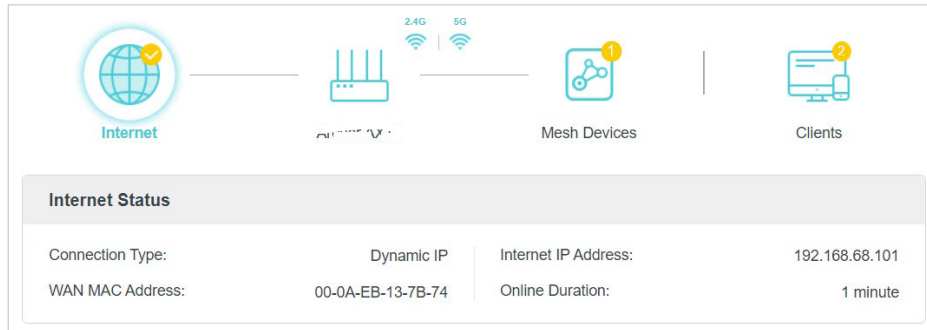 2.4G 5G
1
2
Internet
Mesh Devices
Clients
Internet Status
Connection Type: Dynamic IP Internet IP Address: 192.168.68.101
WAN MAC Address: 00-0A-EB-13-7B-74 Online Duration: 1 minute